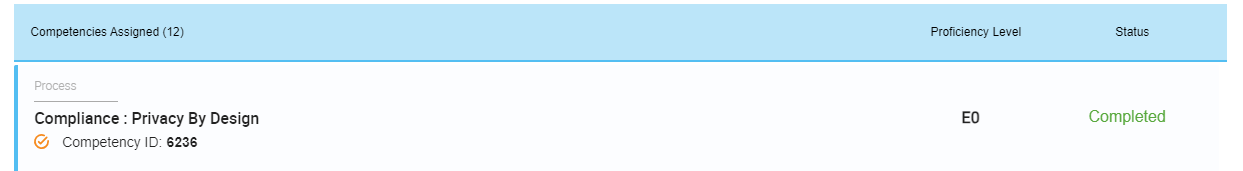 Competencies Assigned (12) Proficiency Level Status
Process
Compliance : Privacy By Design E0 Completed
Competency ID: 6236